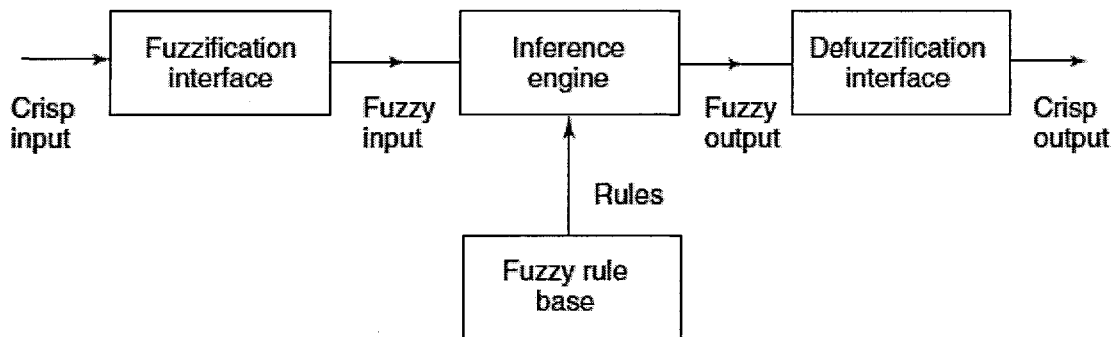 Fuzzification
interface
Inference
engine
Defuzzification
interface
Crisp
input
Fuzzy
input
Fuzzy
output
Crisp
output
Rules
Fuzzy rule
base